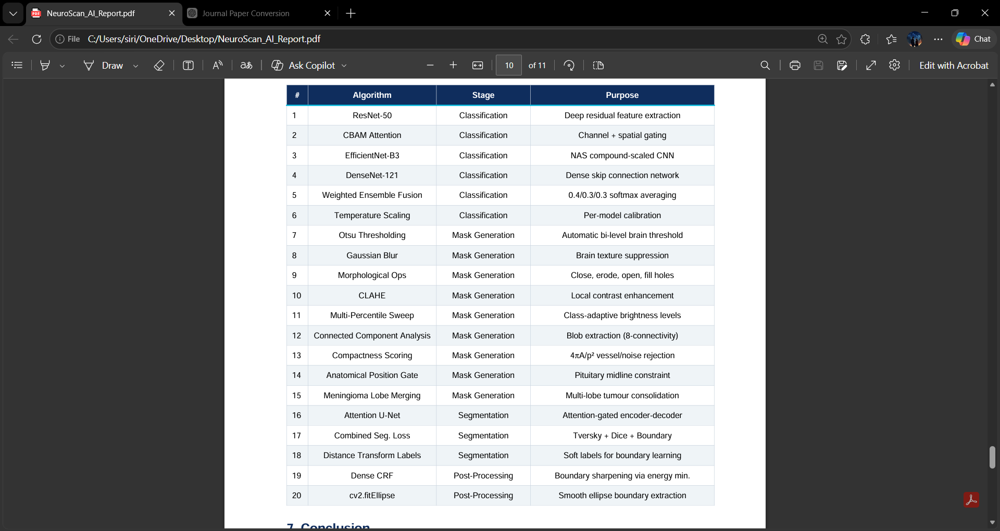 NeuroScan_AI_Report.pdf
Journal Paper Conversion
File C:/Users/siri/OneDrive/Desktop/NeuroScan_AI_Report.pdf
Chat
Draw
Ask Copilot
10 of 11
Edit with Acrobat
# Algorithm Stage Purpose
1 ResNet-50 Classification Deep residual feature extraction
2 CBAM Attention Classification Channel + spatial gating
3 EfficientNet-B3 Classification NAS compound-scaled CNN
4 DenseNet-121 Classification Dense skip connection network
5 Weighted Ensemble Fusion Classification 0.4/0.3/0.3 softmax averaging
6 Temperature Scaling Classification Per-model calibration
7 Otsu Thresholding Mask Generation Automatic bi-level brain threshold
8 Gaussian Blur Mask Generation Brain texture suppression
9 Morphological Ops Mask Generation Close, erode, open, fill holes
10 CLAHE Mask Generation Local contrast enhancement
11 Multi-Percentile Sweep Mask Generation Class-adaptive brightness levels
12 Connected Component Analysis Mask Generation Blob extraction (8-connectivity)
13 Compactness Scoring Mask Generation 4πA/p² vessel/noise rejection
14 Anatomical Position Gate Mask Generation Pituitary midline constraint
15 Meningioma Lobe Merging Mask Generation Multi-lobe tumour consolidation
16 Attention U-Net Segmentation Attention-gated encoder-decoder
17 Combined Seg. Loss Segmentation Tversky + Dice + Boundary
18 Distance Transform Labels Segmentation Soft labels for boundary learning
19 Dense CRF Post-Processing Boundary sharpening via energy min.
20 cv2.fitEllipse Post-Processing Smooth ellipse boundary extraction
7. Conclusion